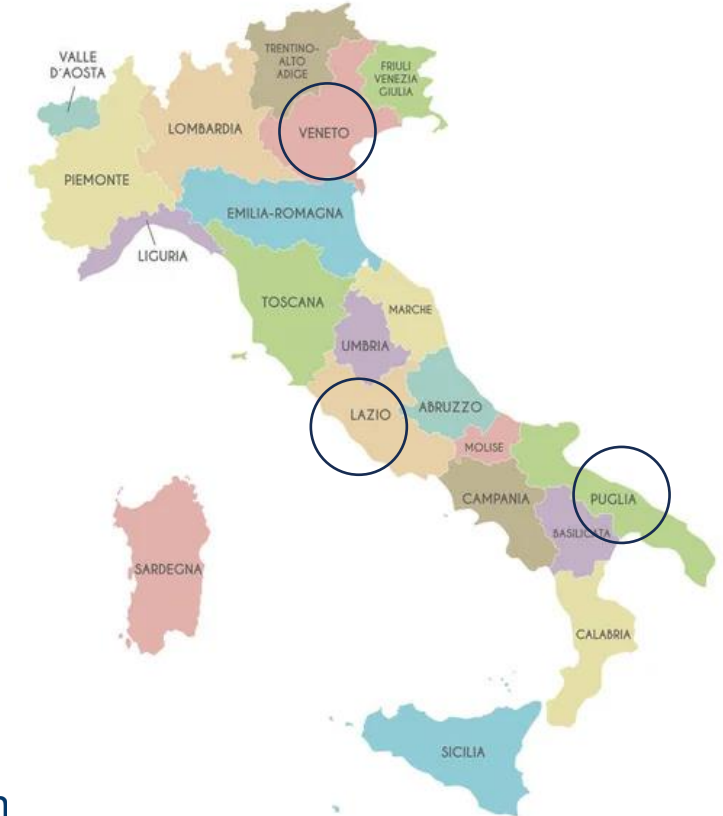 TRENTINO-
ALTO
ADIGE
VALLE
D'AOSTA
FRIULI
VENEZIA
GIULIA
LOMBARDIA
VENETO
PIEMONTE
EMILIA-ROMAGNA
LIGURIA
TOSCANA
MARCHE
UMBRIA
LAZIO
ABRUZZO
MOLISE
CAMPANIA
PUGLIA
BASILICATA
SARDEGNA
CALABRIA
SICILIA